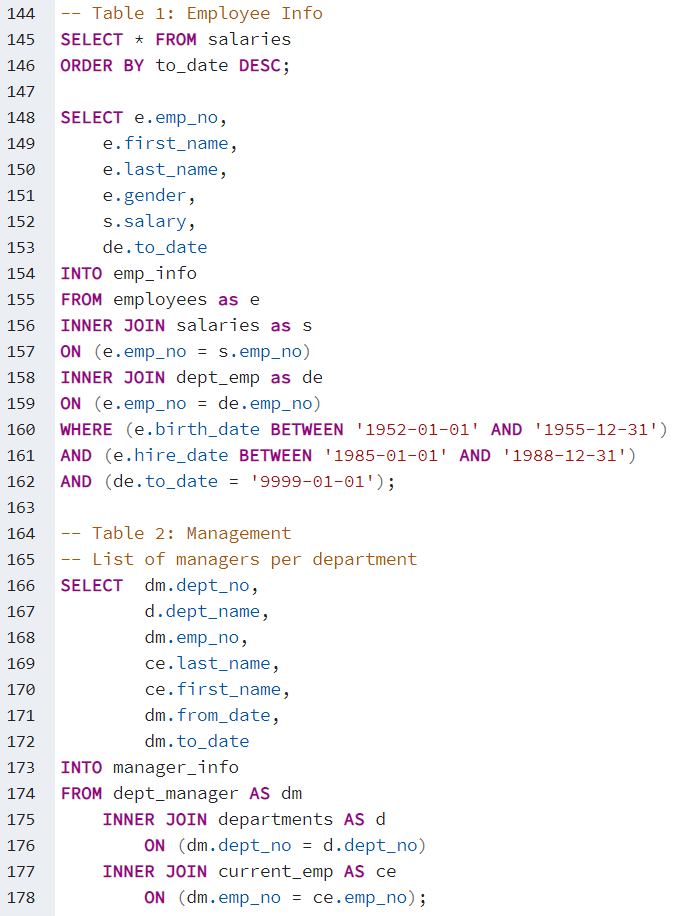 144 -- Table 1: Employee Info
145 SELECT * FROM salaries
146 ORDER BY to_date DESC;
147
148 SELECT e.emp_no,
149     e.first_name,
150     e.last_name,
151     e.gender,
152     s.salary,
153     de.to_date
154 INTO emp_info
155 FROM employees as e
156 INNER JOIN salaries as s
157 ON (e.emp_no = s.emp_no)
158 INNER JOIN dept_emp as de
159 ON (e.emp_no = de.emp_no)
160 WHERE (e.birth_date BETWEEN '1952-01-01' AND '1955-12-31')
161 AND (e.hire_date BETWEEN '1985-01-01' AND '1988-12-31')
162 AND (de.to_date = '9999-01-01');
163
164 -- Table 2: Management
165 -- List of managers per department
166 SELECT  dm.dept_no,
167         d.dept_name,
168         dm.emp_no,
169         ce.last_name,
170         ce.first_name,
171         dm.from_date,
172         dm.to_date
173 INTO manager_info
174 FROM dept_manager AS dm
175     INNER JOIN departments AS d
176         ON (dm.dept_no = d.dept_no)
177     INNER JOIN current_emp AS ce
178         ON (dm.emp_no = ce.emp_no);